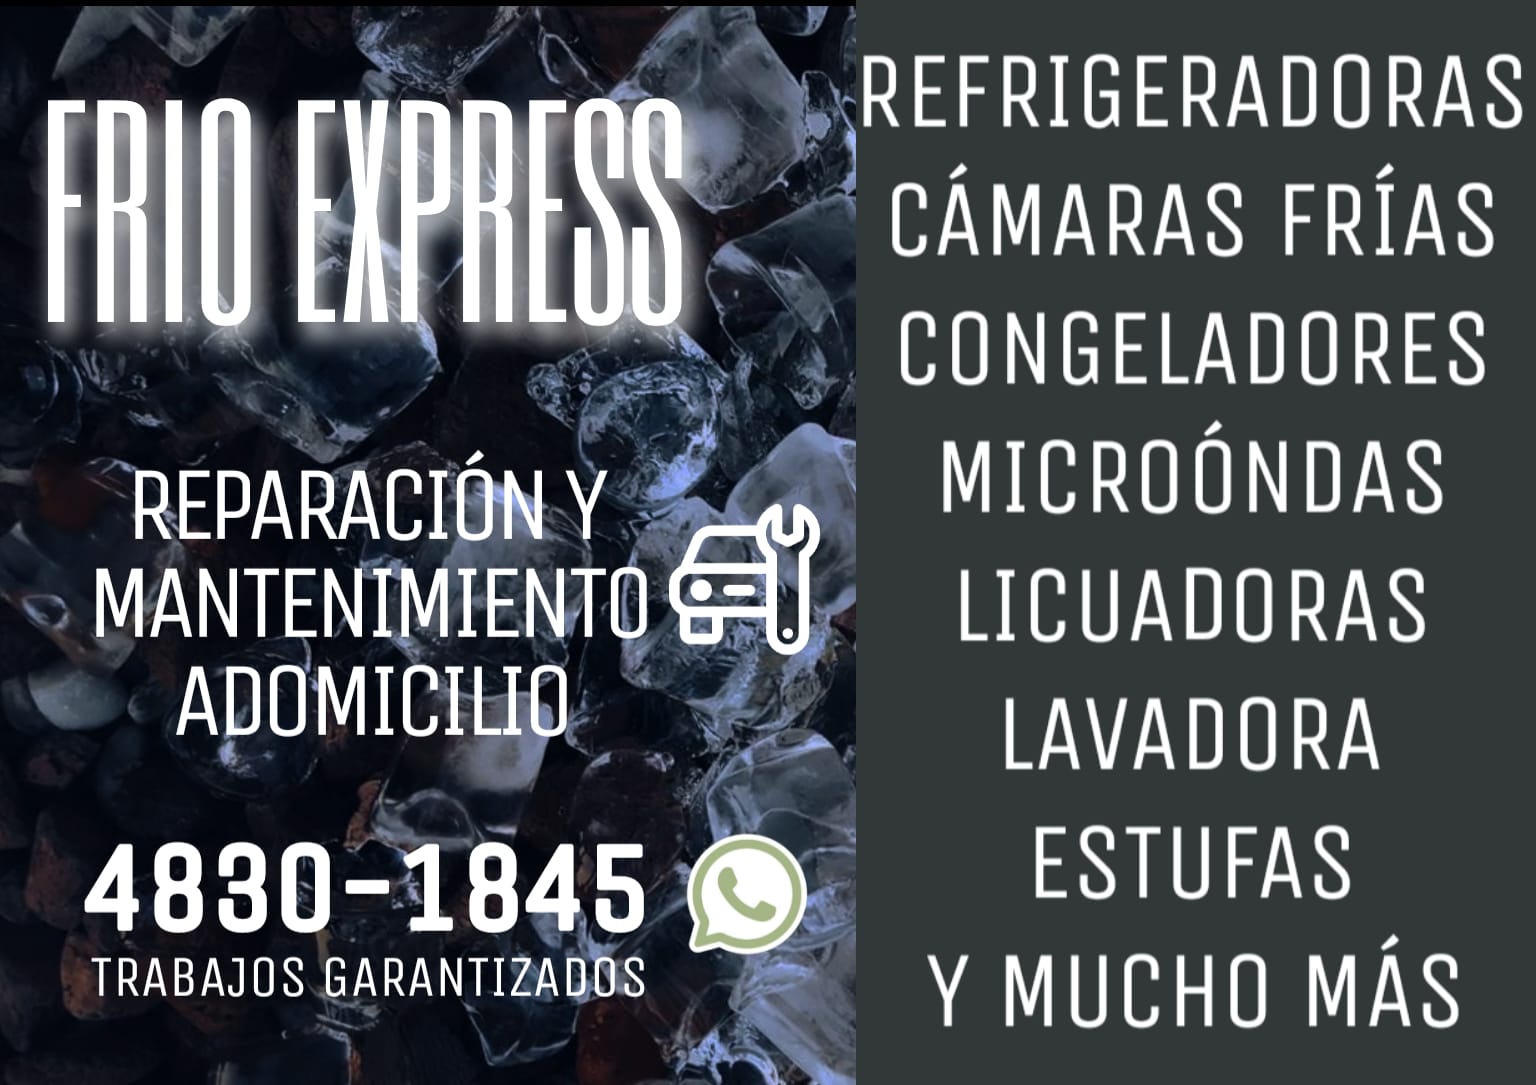 FRIO EXPRESS
REPARACIÓN Y
MANTENIMIENTO
ADOMICILIO
4830-1845
TRABAJOS GARANTIZADOS
REFRIGERADORAS
CÁMARAS FRÍAS
CONGELADORES
MICROÓNDAS
LICUADORAS
LAVADORA
ESTUFAS
Y MUCHO MÁS